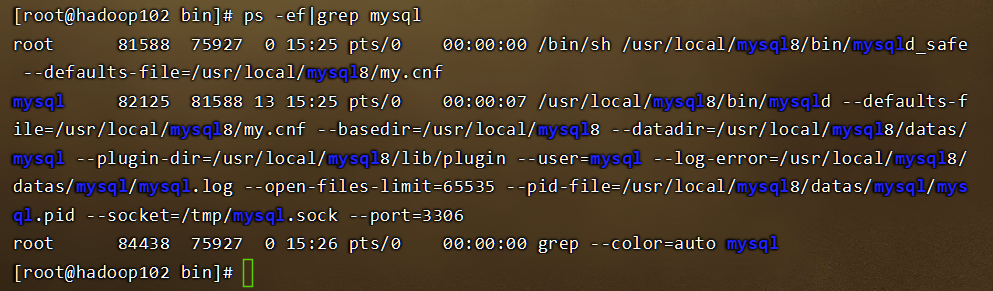 [root@hadoop102 bin]# ps -ef|grep mysql
root      81588  75927  0 15:25 pts/0    00:00:00 /bin/sh /usr/local/mysql8/bin/mysqld_safe
 --defaults-file=/usr/local/mysql8/my.cnf
mysql     82125  81588 13 15:25 pts/0    00:00:07 /usr/local/mysql8/bin/mysqld --defaults-f
ile=/usr/local/mysql8/my.cnf --basedir=/usr/local/mysql8 --datadir=/usr/local/mysql8/datas/
mysql --plugin-dir=/usr/local/mysql8/lib/plugin --user=mysql --log-error=/usr/local/mysql8/
datas/mysql/mysql.log --open-files-limit=65535 --pid-file=/usr/local/mysql8/datas/mysql/mys
ql.pid --socket=/tmp/mysql.sock --port=3306
root      84438  75927  0 15:26 pts/0    00:00:00 grep --color=auto mysql
[root@hadoop102 bin]#